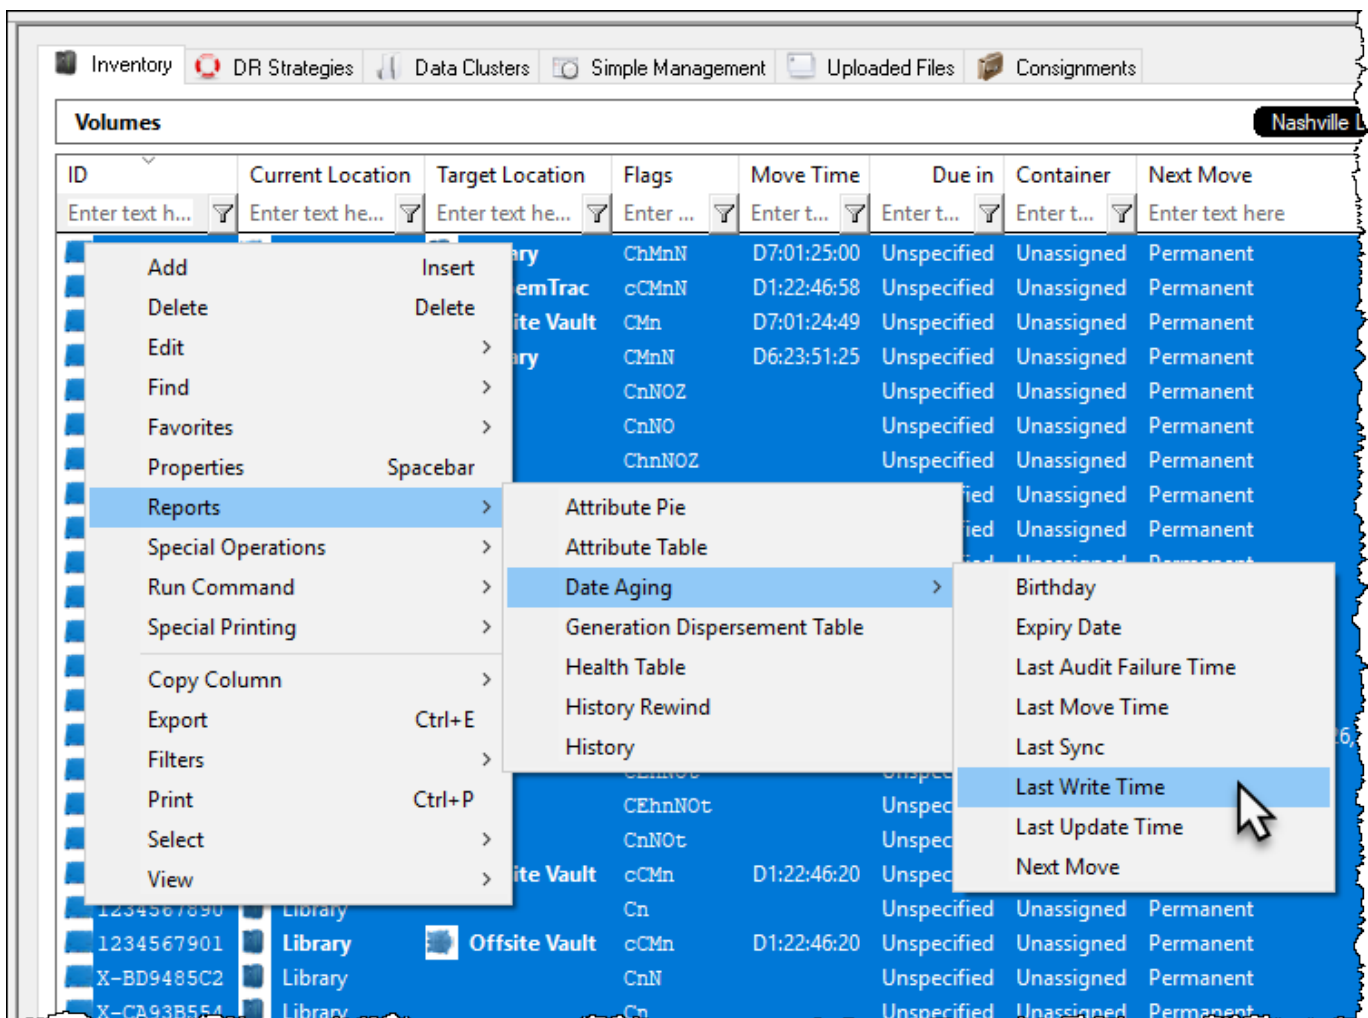 Inventory DR Strategies Data Clusters Simple Management Uploaded Files Consignments
Volumes Nashville
ID Current Location Target Location Flags Move Time Due in Container Next Move
Enter text h... Enter text he... Enter text he... Enter ... Enter t... Enter t... Enter t... Enter text here
ChMnN D7:01:25:00 Unspecified Unassigned Permanent
Add Insert
cCMnN D1:22:46:58 Unspecified Unassigned Permanent
Delete Delete
Vault CMn D7:01:24:49 Unspecified Unassigned Permanent
Edit
CMnN D6:23:51:25 Unspecified Unassigned Permanent
Find
CnNOZ Unspecified Unassigned Permanent
Favorites
CnNO Unspecified Unassigned Permanent
Properties Spacebar
ChnNOZ Unspecified Unassigned Permanent
Reports
Special Operations
Run Command
Special Printing
Copy Column
Export Ctrl+E
Filters
Print Ctrl+P
Select
View
Attribute Pie
Attribute Table
Date Aging
Generation Dispersement Table
Health Table
History Rewind
History
Birthday
Expiry Date
Last Audit Failure Time
Last Move Time
Last Sync
Last Write Time
Last Update Time
Next Move
CEhnNOt
CnNOt
Vault cCMn D1:22:46:20
1234567890 Library Cn Unspecified Unassigned Permanent
1234567901 Library Offsite Vault cCMn D1:22:46:20 Unspecified Unassigned Permanent
X-BD9485C2 Library CnN Unspecified Unassigned Permanent
X-CA93B554 Library Cn Unspecified Unassigned Permanent